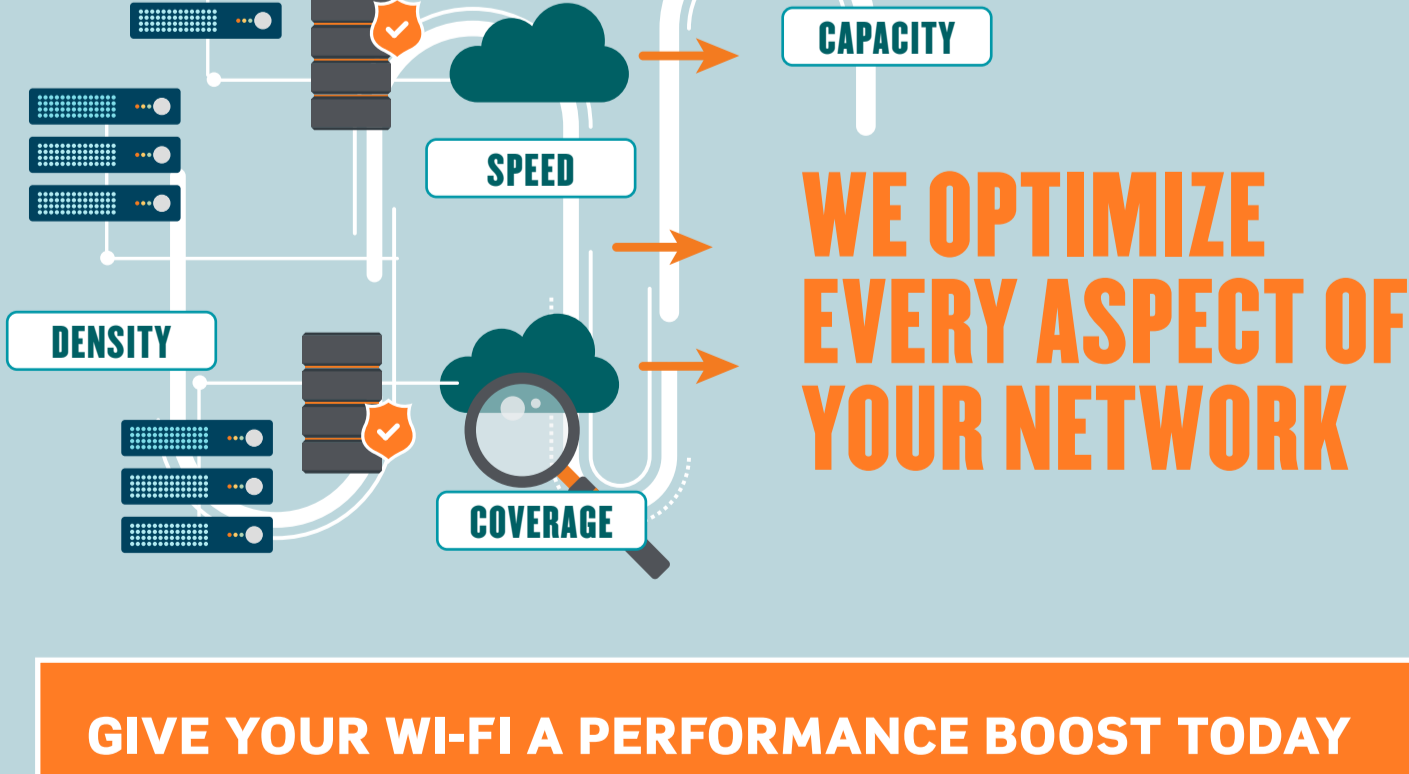 CAPACITY
SPEED
WE OPTIMIZE
EVERY ASPECT OF
YOUR NETWORK
DENSITY
COVERAGE
GIVE YOUR WI-FI A PERFORMANCE BOOST TODAY